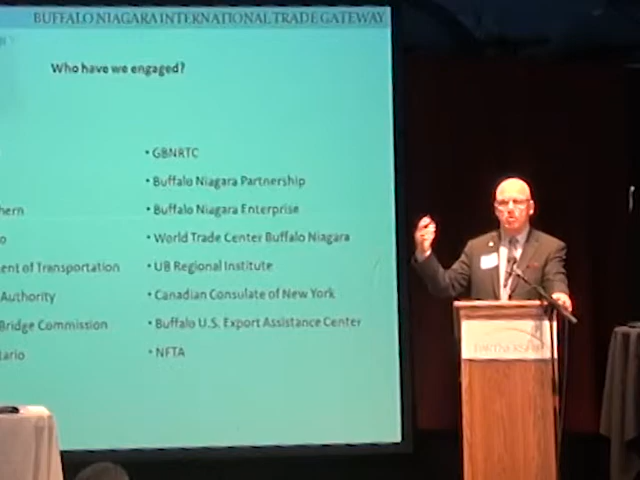 BUFFALO NIAGARA INTERNATIONAL TRADE GATEWAY
Who have we engaged?
hern
o
ent of Transportation
Authority
Bridge Commission
tario
• GBNRTC
• Buffalo Niagara Partnership
• Buffalo Niagara Enterprise
• World Trade Center Buffalo Niagara
• UB Regional Institute
• Canadian Consulate of New York
• Buffalo U.S. Export Assistance Center
• NFTA
PARTNERSHIP